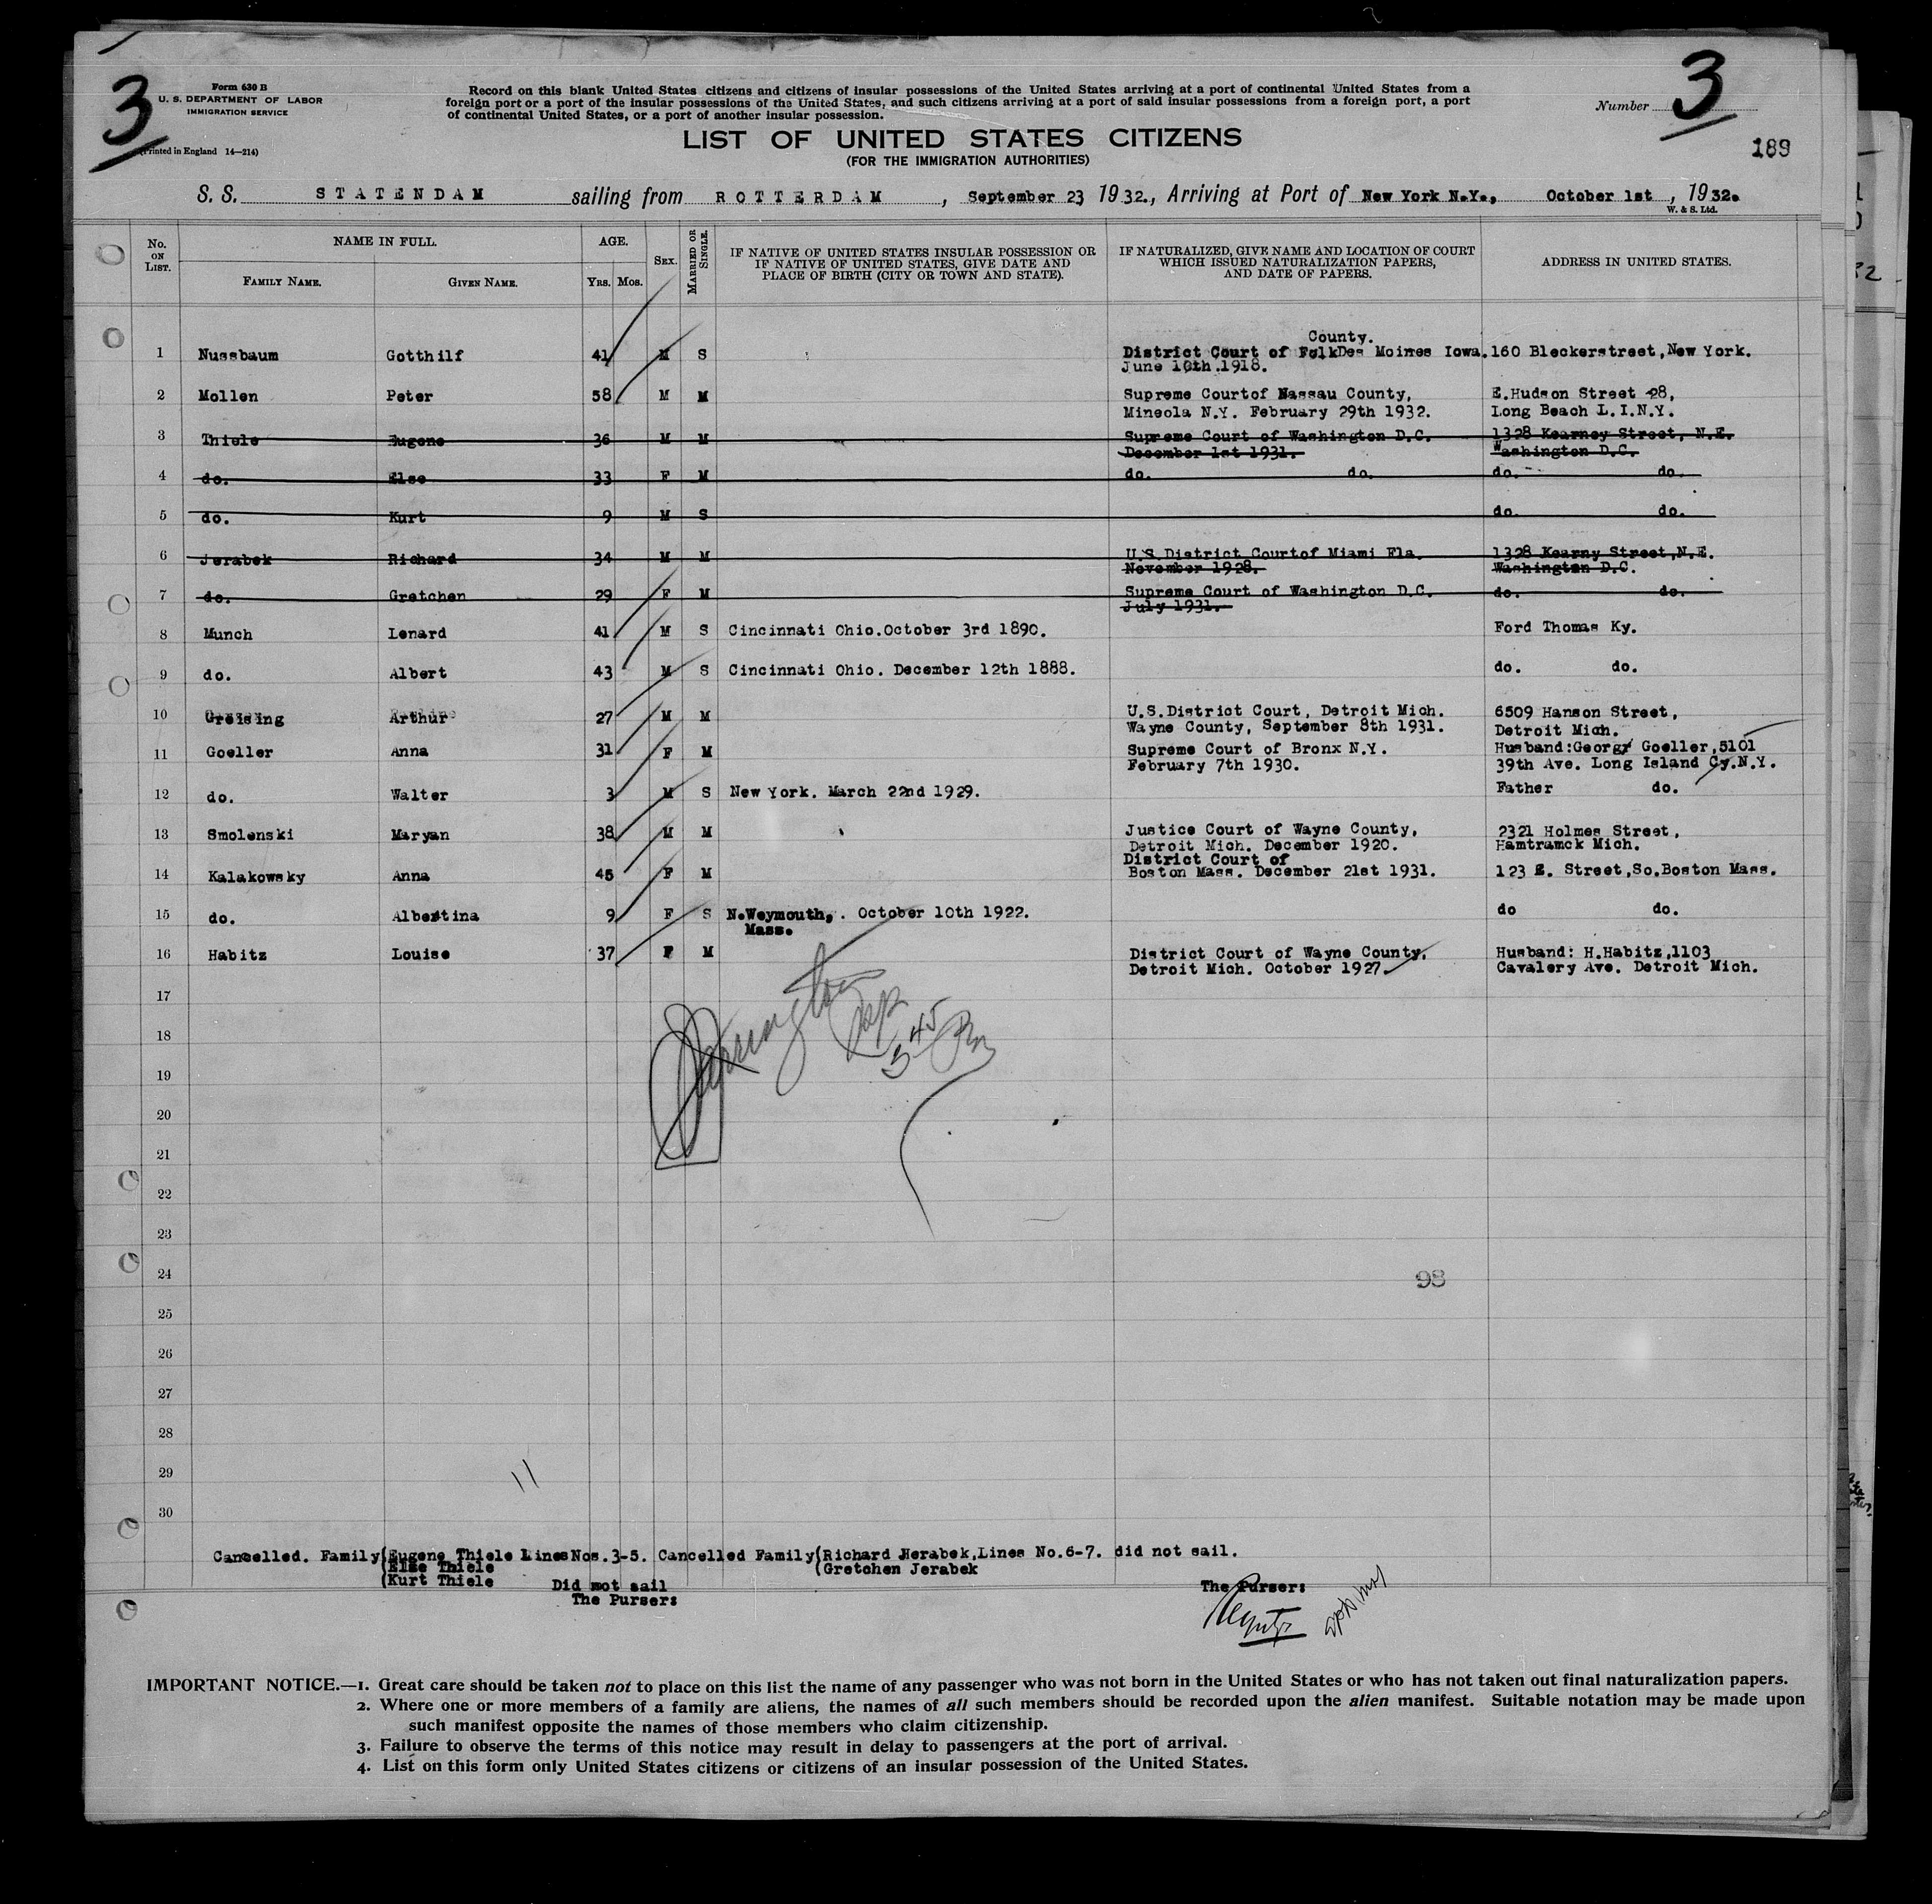 3
Form 630 B
U. S. DEPARTMENT OF LABOR
IMMIGRATION SERVICE
(Printed in England 14—214)
Record on this blank United States citizens and citizens of insular possessions of the United States arriving at a port of continental United States from a
foreign port or a port of the insular possessions of the United States, and such citizens arriving at a port of said insular possessions from a foreign port, a port
of continental United States, or a port of another insular possession.
Number 3
LIST OF UNITED STATES CITIZENS
(FOR THE IMMIGRATION AUTHORITIES)
189
S. S. STATENDAM sailing from ROTTERDAM, September 23 1932., Arriving at Port of New York N.Y., October 1st, 1932.
W. & S. Ltd.
No. ON LIST. NAME IN FULL. FAMILY NAME. GIVEN NAME. AGE. YRS. MOS. SEX. MARRIED OR SINGLE. IF NATIVE OF UNITED STATES INSULAR POSSESSION OR IF NATIVE OF UNITED STATES, GIVE DATE AND PLACE OF BIRTH (CITY OR TOWN AND STATE). IF NATURALIZED, GIVE NAME AND LOCATION OF COURT WHICH ISSUED NATURALIZATION PAPERS, AND DATE OF PAPERS. ADDRESS IN UNITED STATES.
County.
1 Nussbaum Gotthilf 41 M S District Court of Folk Des Moines Iowa. 160 Bleckerstreet, New York.
June 10th.1918.
2 Mollen Peter 58 M M Supreme Courtof Nassau County, E.Hudson Street 28,
Mineola N.Y. February 29th 1932. Long Beach L.I.N.Y.
3 Thiele Eugene 36 M M Supreme Court of Washington D.C. 1328 Kearney Street, N.E.
December 1st 1931. Washington D.C.
4 do. Else 33 F M do. do. do. do.
5 do. Kurt 9 M S do. do.
6 Jerabek Richard 34 M M U.S.District Courtof Miami Fla. 1328 Kearny Street,N.E.
November 1928. Washington D.C.
7 do. Gretchen 29 F M Supreme Court of Washington D.C. do. do.
July 1931.
8 Munch Lenard 41 M S Cincinnati Ohio.October 3rd 1890. Ford Thomas Ky.
9 do. Albert 43 M S Cincinnati Ohio. December 12th 1888. do. do.
10 Greising Arthur 27 M M U.S.District Court, Detroit Mich. 6509 Hanson Street,
Wayne County, September 8th 1931. Detroit Mich.
11 Goeller Anna 31 F M Supreme Court of Bronx N.Y. Husband:Georg Goeller,5101
February 7th 1930. 39th Ave. Long Island Cy.N.Y.
12 do. Walter 3 M S New York. March 22nd 1929. Father do.
13 Smolenski Maryan 38 M M Justice Court of Wayne County, 2321 Holmes Street,
Detroit Mich. December 1920. Hamtramck Mich.
District Court of
14 Kalakowsky Anna 45 F M Boston Mass. December 21st 1931. 123 E. Street,So.Boston Mass.
15 do. Albertina 9 F S N.Weymouth,. October 10th 1922. do do.
Mass.
16 Habitz Louise 37 F M District Court of Wayne County, Husband: H.Habitz,1103
Detroit Mich. October 1927. Cavalery Ave. Detroit Mich.
17
18
545 Pm
19
20
21
22
23
24
98
25
26
27
28
29
11
30
Cancelled. Family (Eugene Thiele Lines Nos.3-5. Cancelled Family (Richard Jerabek,Lines No.6-7. did not sail.
(Else Thiele (Gretchen Jerabek
(Kurt Thiele Did not sail The Purser:
The Purser:
IMPORTANT NOTICE.—1. Great care should be taken not to place on this list the name of any passenger who was not born in the United States or who has not taken out final naturalization papers.
2. Where one or more members of a family are aliens, the names of all such members should be recorded upon the alien manifest. Suitable notation may be made upon
such manifest opposite the names of those members who claim citizenship.
3. Failure to observe the terms of this notice may result in delay to passengers at the port of arrival.
4. List on this form only United States citizens or citizens of an insular possession of the United States.